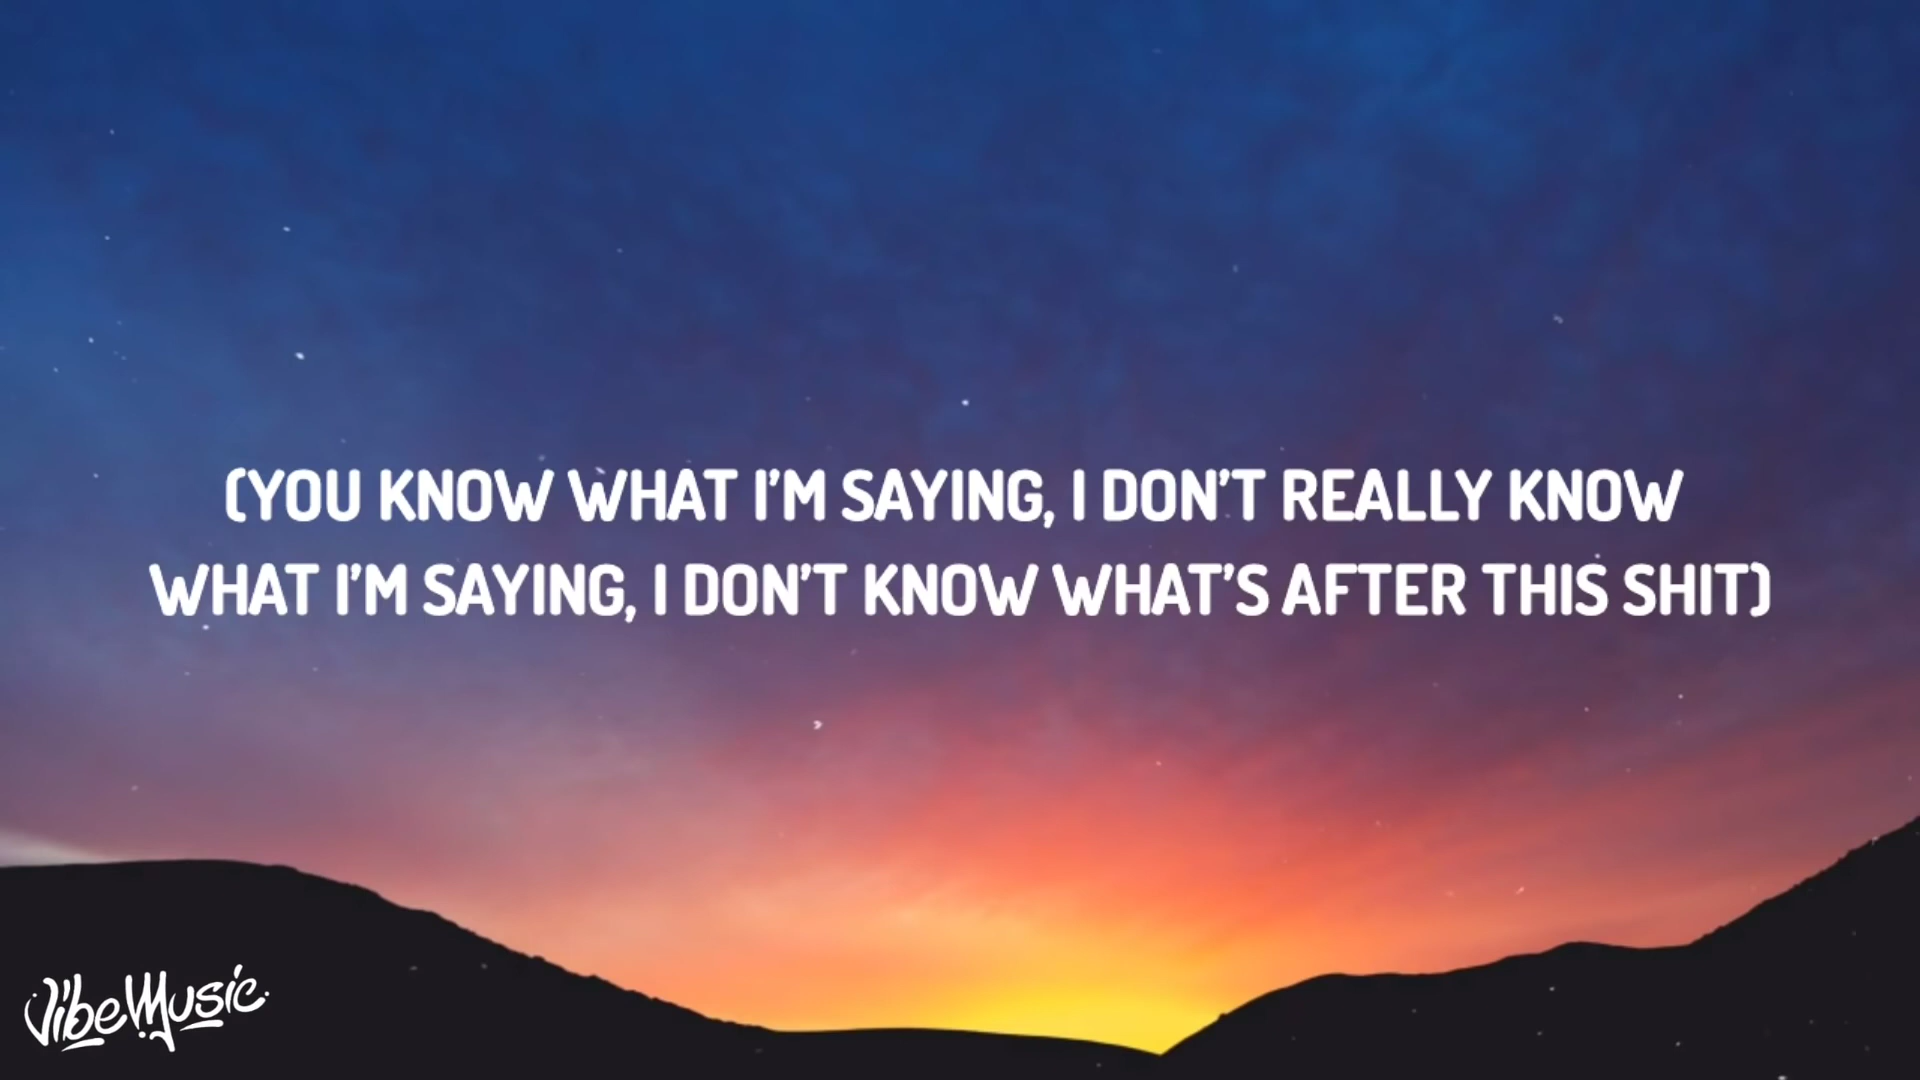 (YOU KNOW WHAT I'M SAYING, I DON'T REALLY KNOW
WHAT I'M SAYING, I DON'T KNOW WHAT'S AFTER THIS SHIT)
VibeMusic